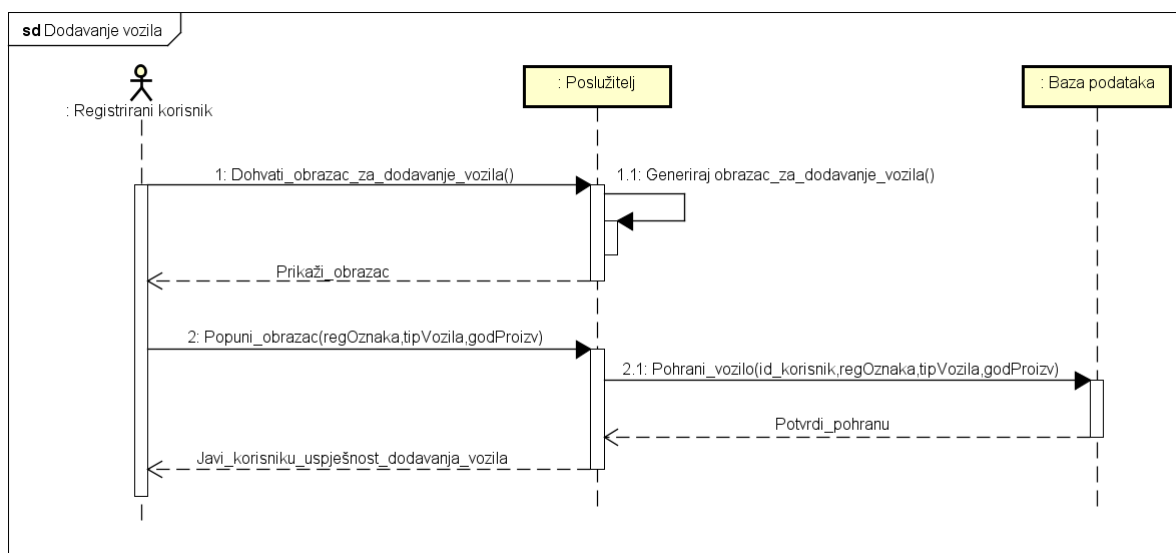 sd Dodavanje vozila
: Registrirani korisnik
: Poslužitelj
: Baza podataka
1: Dohvati_obrazac_za_dodavanje_vozila()
1.1: Generiraj obrazac_za_dodavanje_vozila()
Prikaži_obrazac
2: Popuni_obrazac(regOznaka,tipVozila,godProizv)
2.1: Pohrani_vozilo(id_korisnik,regOznaka,tipVozila,godProizv)
Potvrdi_pohranu
Javi_korisniku_uspješnost_dodavanja_vozila